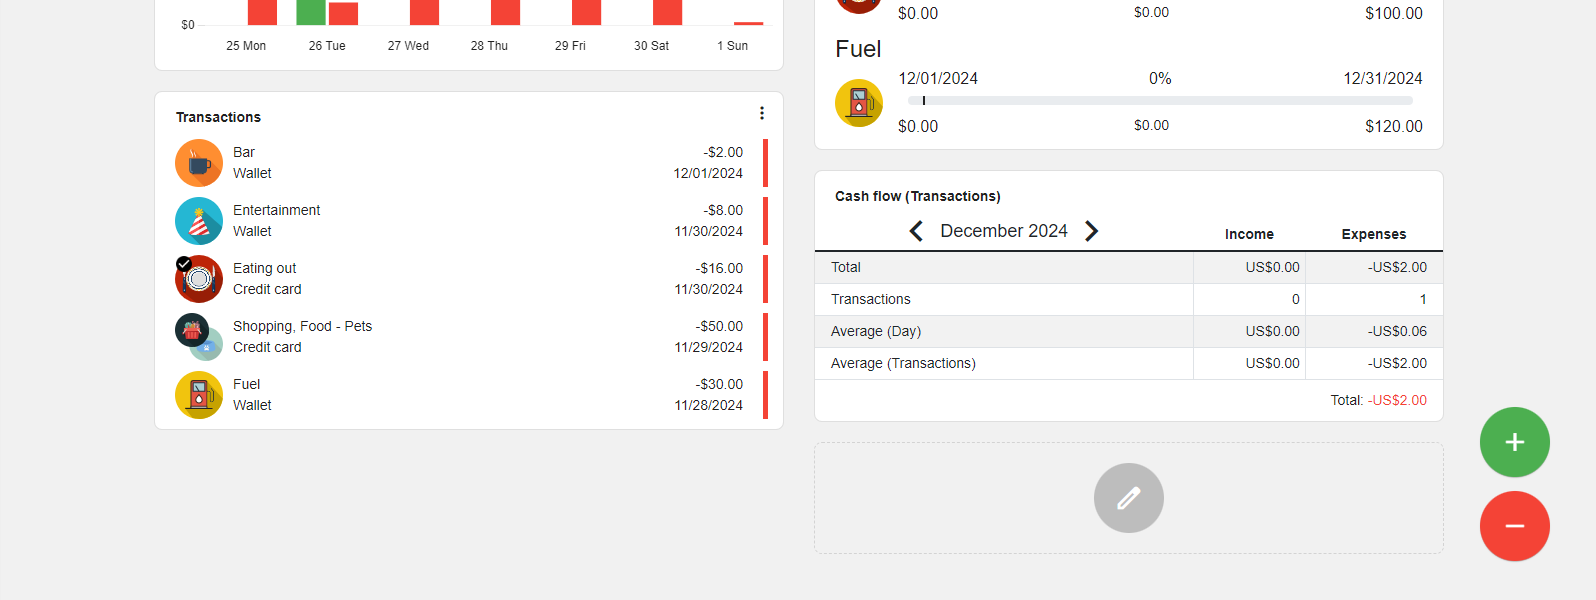 $0
25 Mon 26 Tue 27 Wed 28 Thu 29 Fri 30 Sat 1 Sun
Transactions
Bar -$2.00
Wallet 12/01/2024
Entertainment -$8.00
Wallet 11/30/2024
Eating out -$16.00
Credit card 11/30/2024
Shopping, Food - Pets -$50.00
Credit card 11/29/2024
Fuel -$30.00
Wallet 11/28/2024
$0.00 $0.00 $100.00
Fuel
12/01/2024 0% 12/31/2024
$0.00 $0.00 $120.00
Cash flow (Transactions)
December 2024 Income Expenses
Total US$0.00 -US$2.00
Transactions 0 1
Average (Day) US$0.00 -US$0.06
Average (Transactions) US$0.00 -US$2.00
Total: -US$2.00